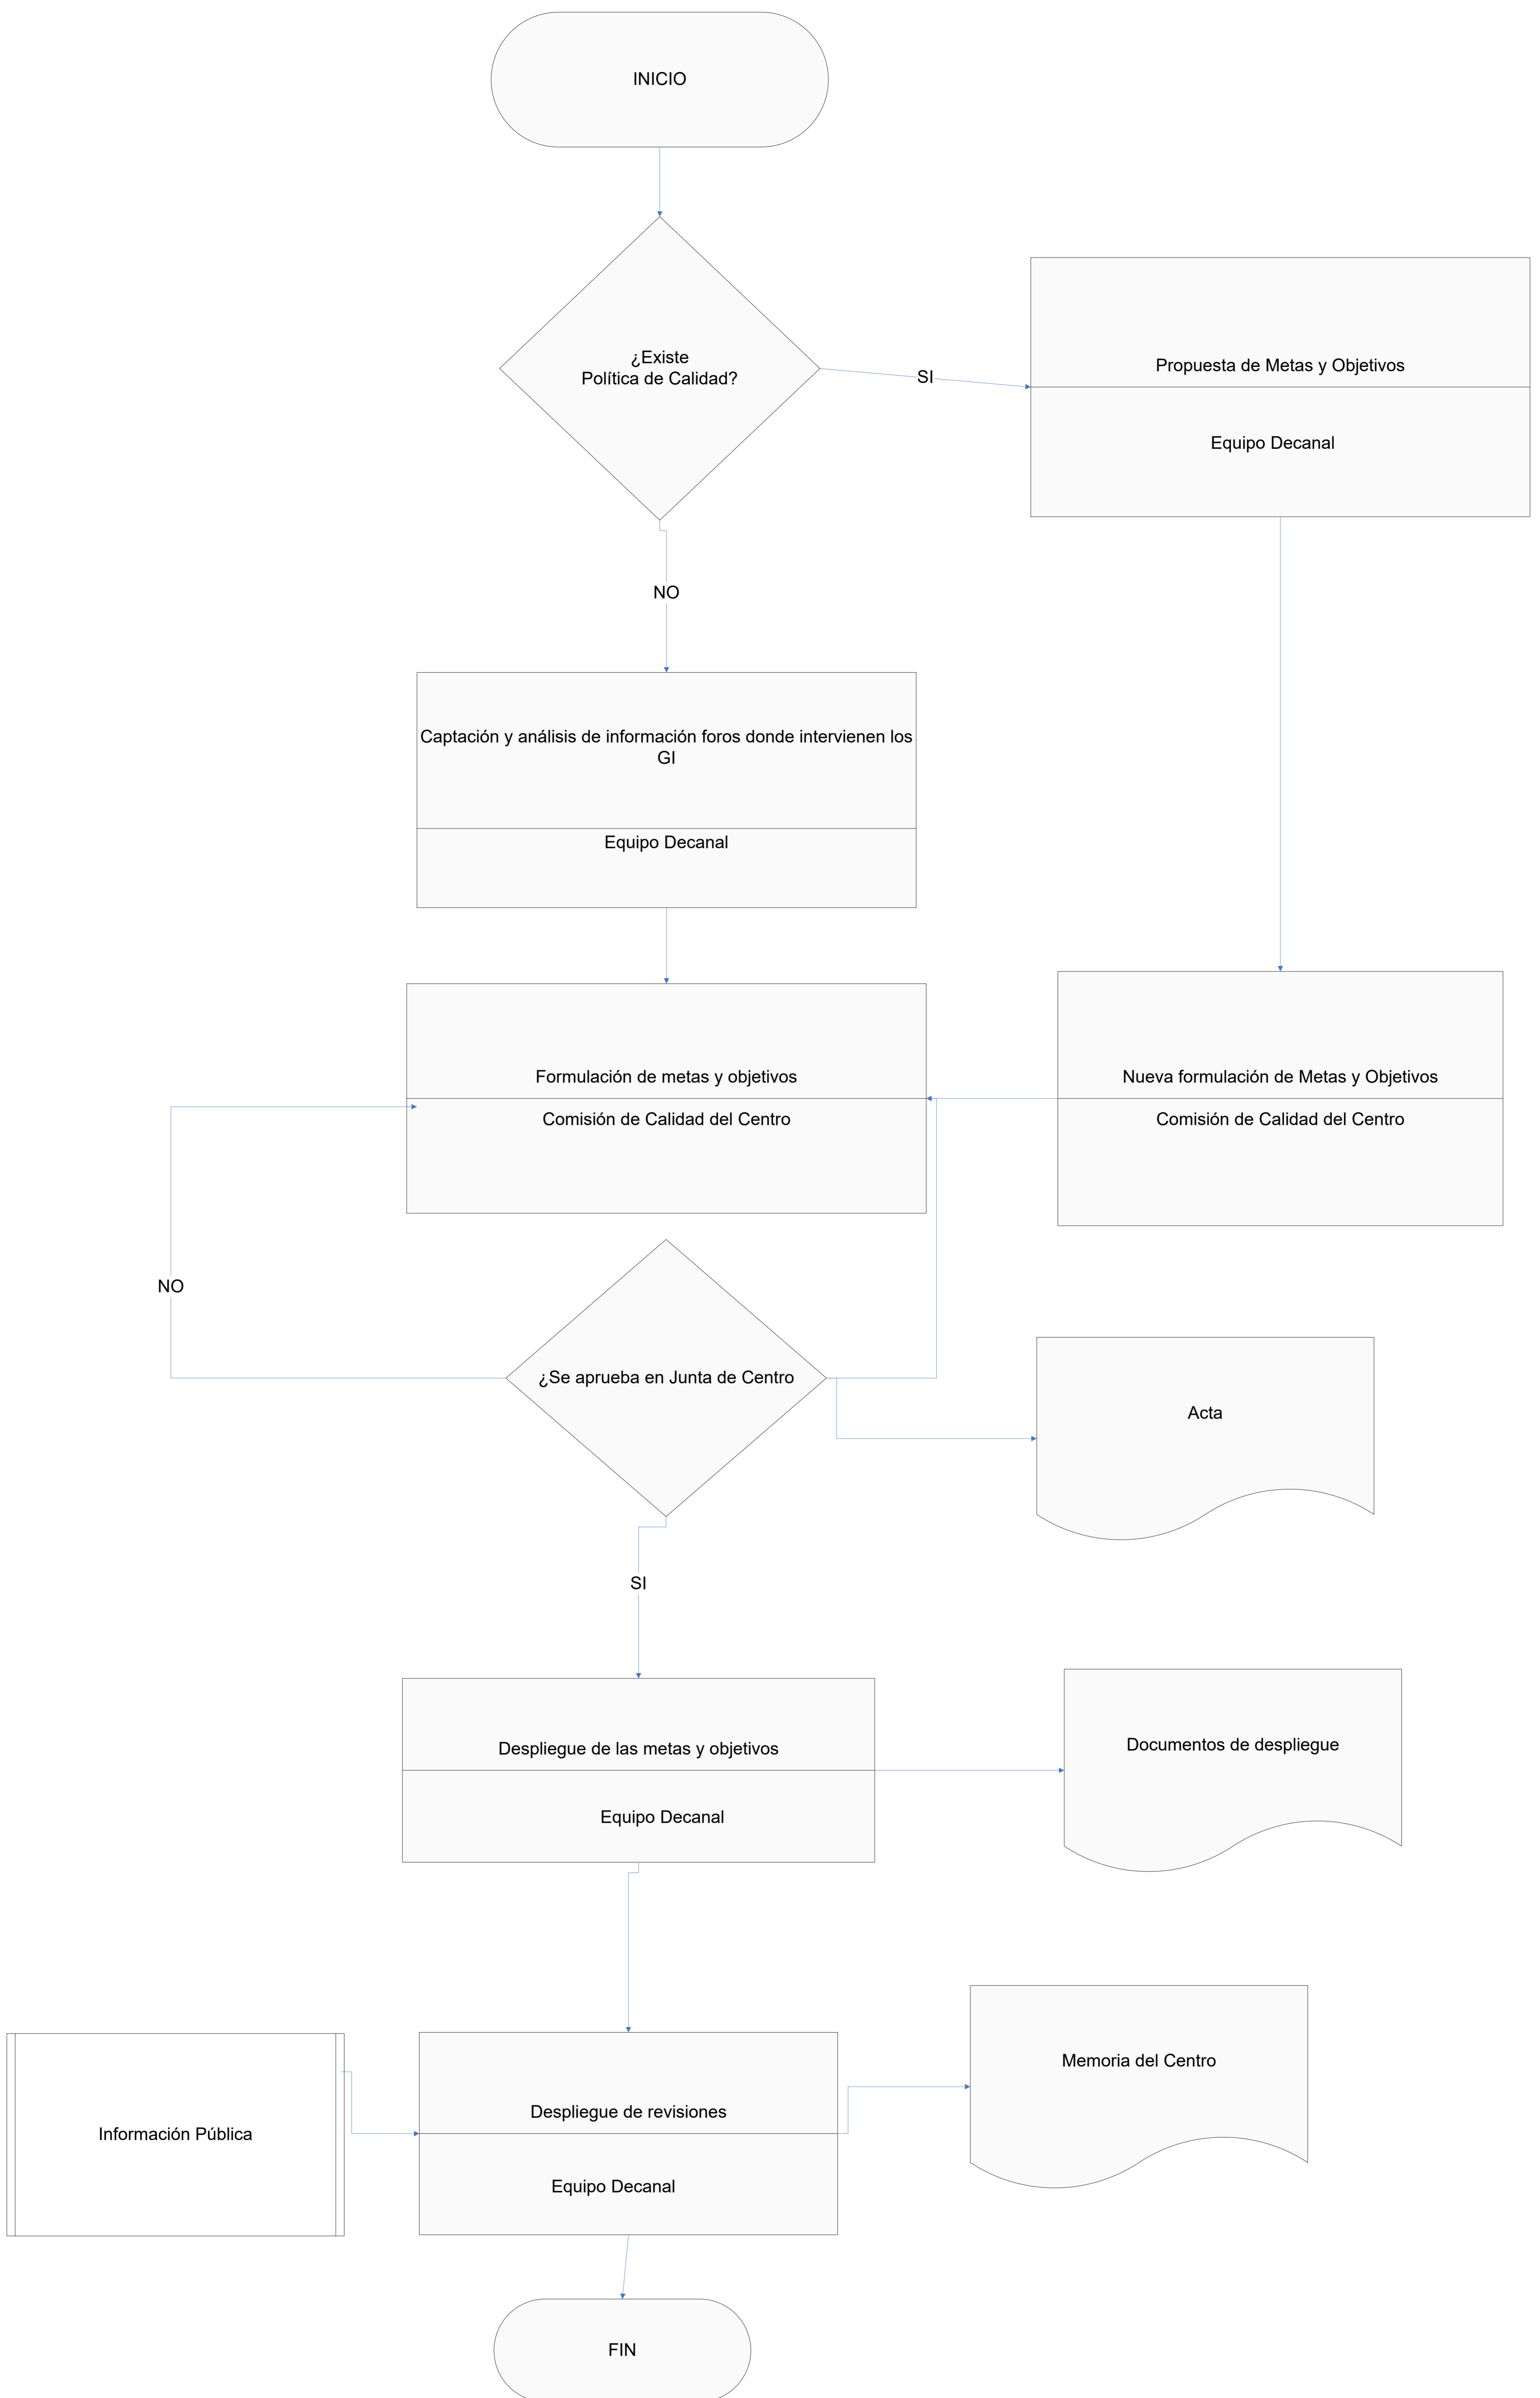 INICIO
¿Existe
Política de Calidad?
SI
Propuesta de Metas y Objetivos
Equipo Decanal
NO
Captación y análisis de información foros donde intervienen los
GI
Equipo Decanal
Formulación de metas y objetivos
Comisión de Calidad del Centro
Nueva formulación de Metas y Objetivos
Comisión de Calidad del Centro
NO
¿Se aprueba en Junta de Centro
Acta
SI
Despliegue de las metas y objetivos
Equipo Decanal
Documentos de despliegue
Información Pública
Despliegue de revisiones
Equipo Decanal
Memoria del Centro
FIN